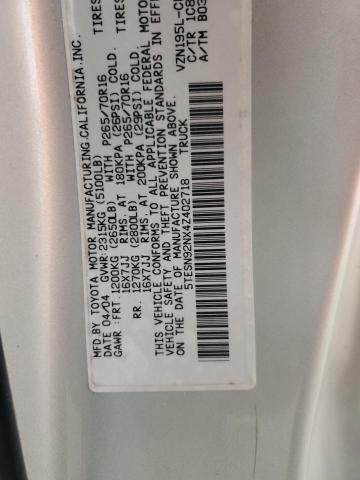 MFD BY TOYOTA MOTOR MANUFACTURING, CALIFORNIA, INC.
DATE 04/04 GVWR: 2315KG (5100LB)
GAWR : FRT. 1200KG (2650LB) WITH P265/70R16
16X7JJ RIMS. AT 180KPA (26PSI) COLD. TIRES
RR. 1270KG (2800LB) WITH P265/70R16 TIRES
16X7JJ RIMS. AT 200KPA (29PSI) COLD.
THIS VEHICLE CONFORMS TO ALL APPLICABLE FEDERAL MOTOR
VEHICLE SAFETY AND THEFT PREVENTION STANDARDS IN EFFE
ON THE DATE OF MANUFACTURE SHOWN ABOVE.
5TESN92NX4Z402718 TRUCK
VZN195L-C
C/TR 1C8
A/TM B03